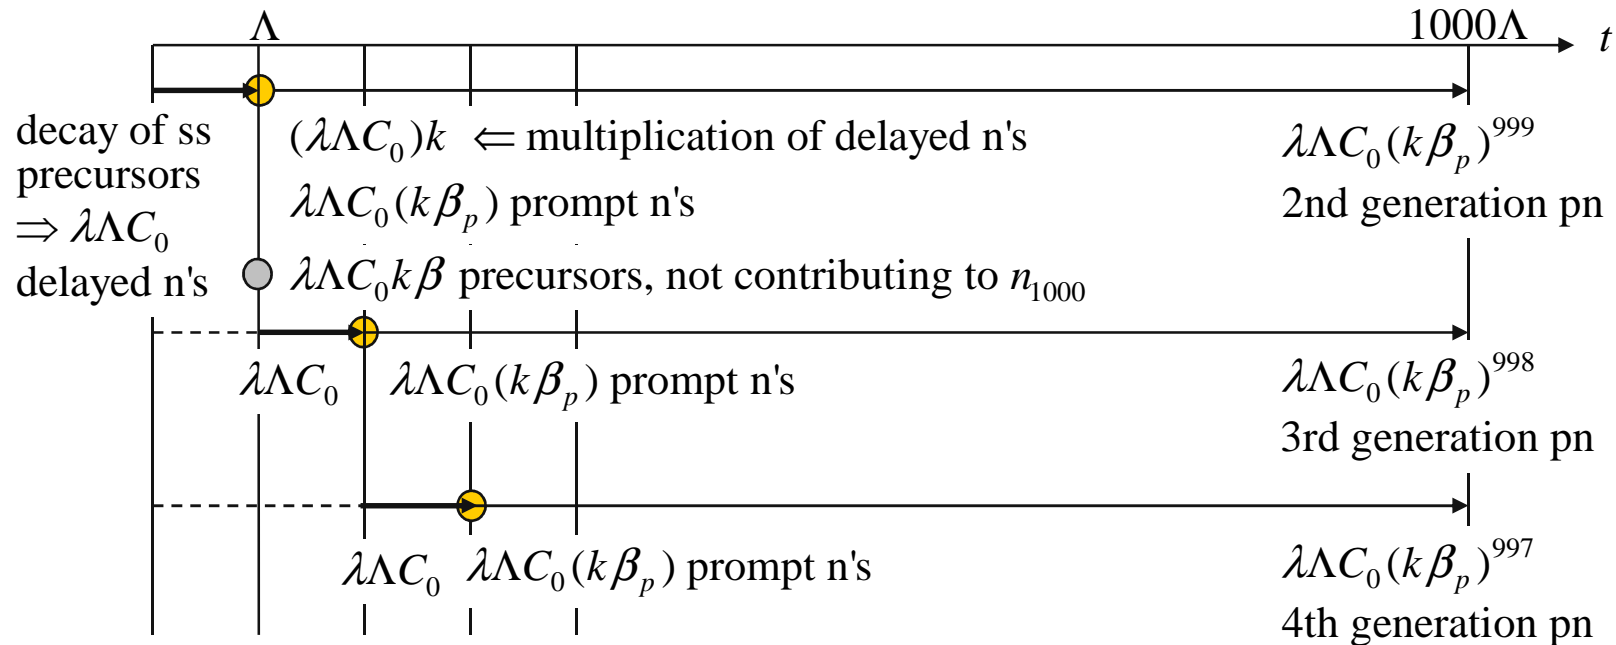 Λ 1000Λ t
decay of ss
precursors
⇒ λΛC₀
delayed n's
(λΛC₀)k ⇐ multiplication of delayed n's
λΛC₀(kβₚ) prompt n's
λΛC₀kβ precursors, not contributing to n₁₀₀₀
λΛC₀(kβₚ)⁹⁹⁹
2nd generation pn
λΛC₀ λΛC₀(kβₚ) prompt n's
λΛC₀(kβₚ)⁹⁹⁸
3rd generation pn
λΛC₀ λΛC₀(kβₚ) prompt n's
λΛC₀(kβₚ)⁹⁹⁷
4th generation pn